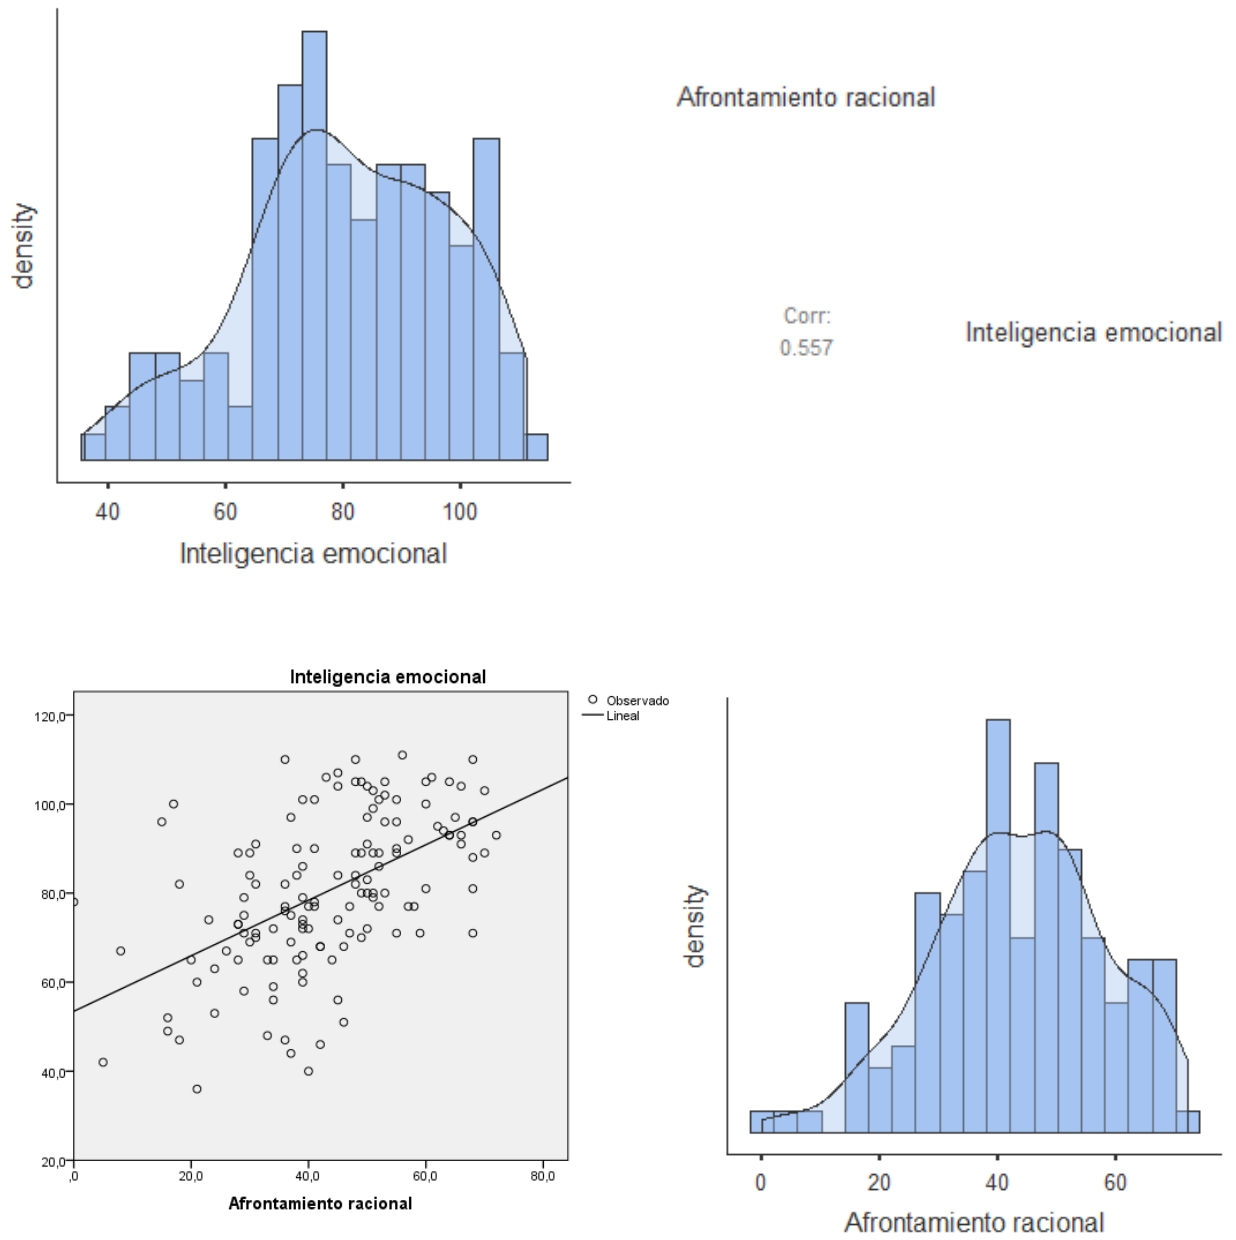 density
40 60 80 100
Inteligencia emocional
Afrontamiento racional
Corr:
0.557
Inteligencia emocional
Inteligencia emocional
Observado
Lineal
120,0
100,0
80,0
60,0
40,0
20,0
,0 20,0 40,0 60,0 80,0
Afrontamiento racional
density
0 20 40 60
Afrontamiento racional